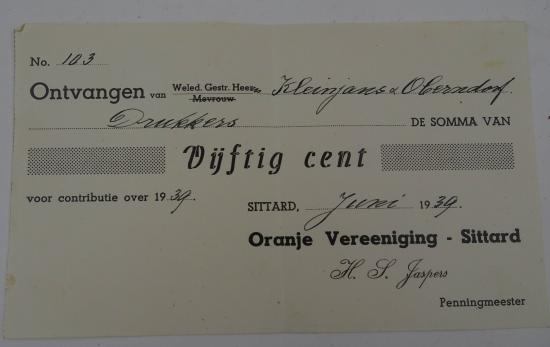 No. 103
Ontvangen van Weled. Gestr. Heeren Mevrouw Kleinjans & Oberndorf.
Drukkers DE SOMMA VAN
Vijftig cent
voor contributie over 1939.
SITTARD, Juni 1939.
Oranje Vereeniging - Sittard
H. S. Jaspers
Penningmeester